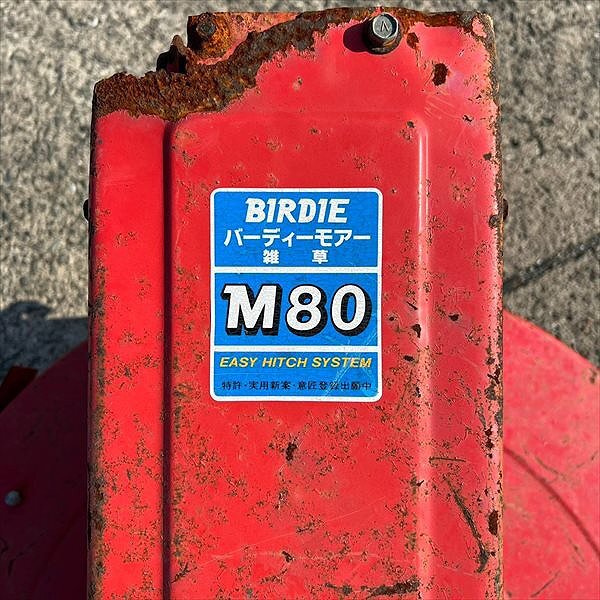 BIRDIE
バーディーモアー
雑草
M80
EASY HITCH SYSTEM
特許・実用新案・意匠登録出願中